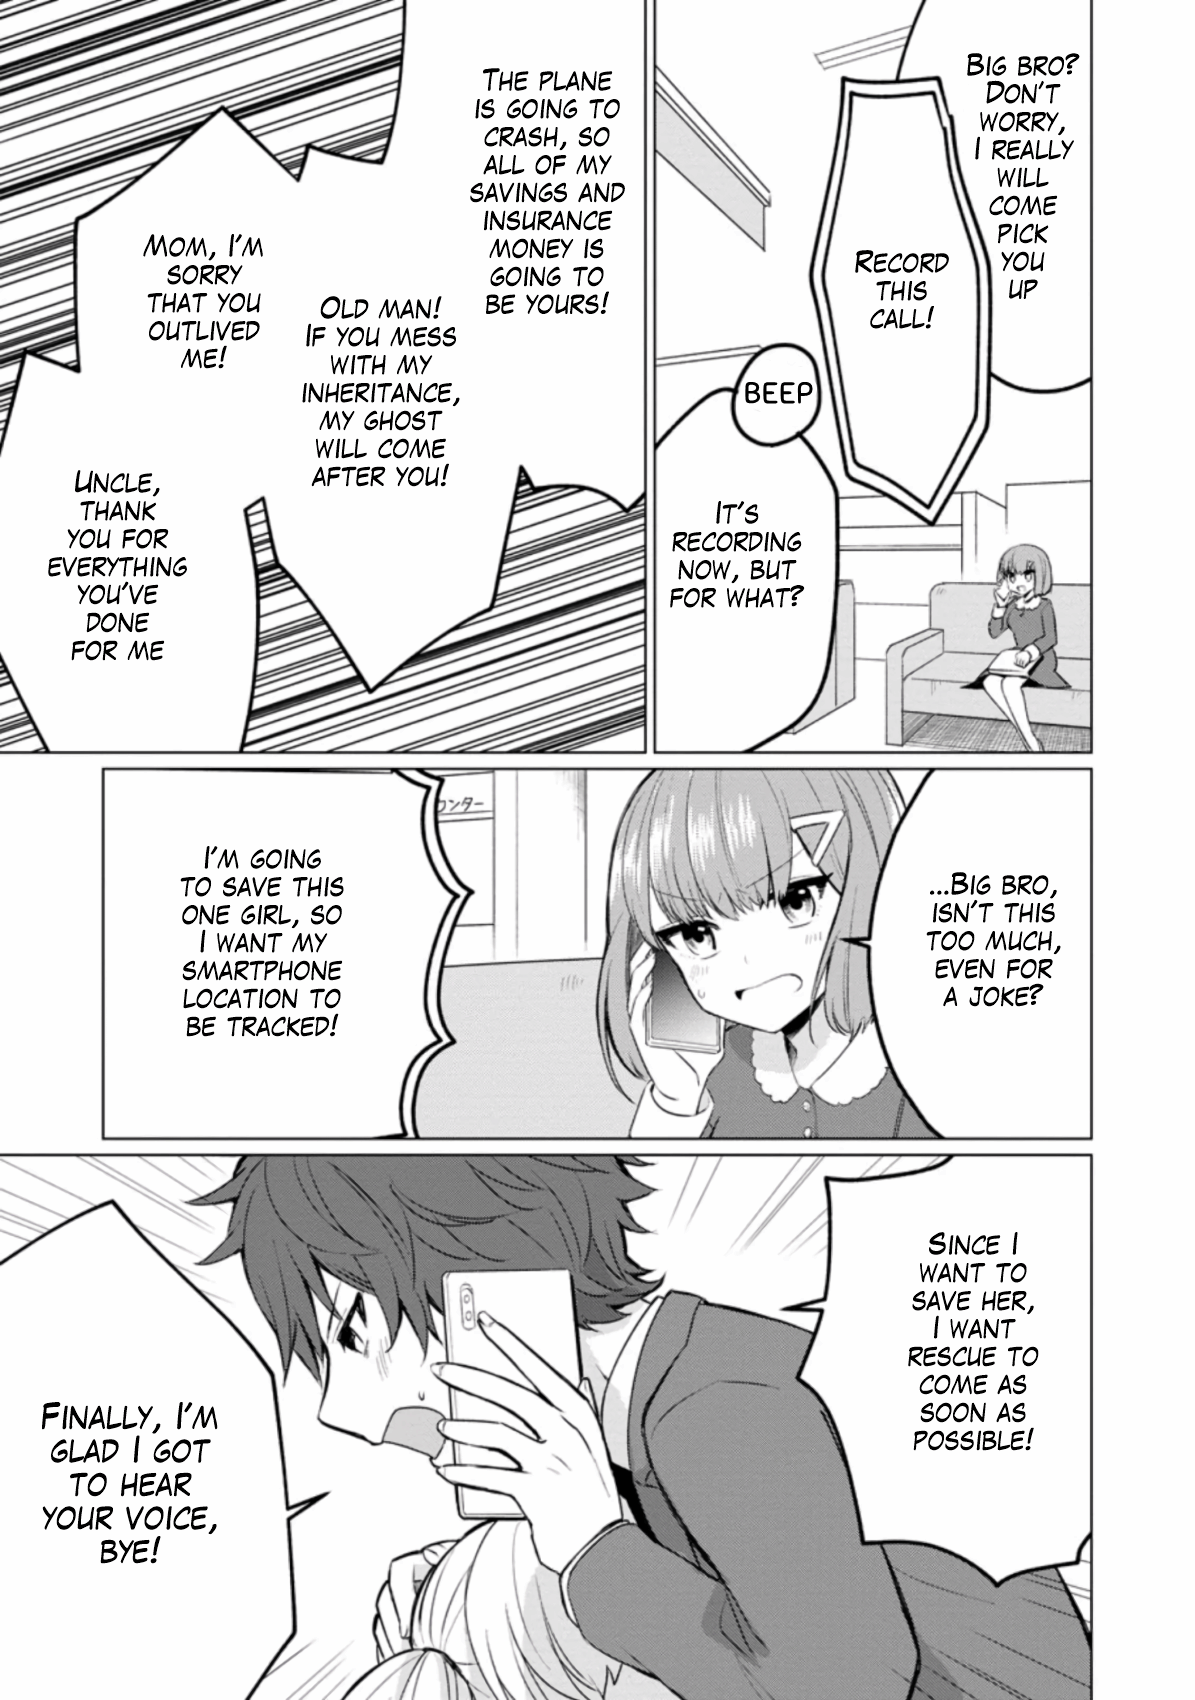 BIG BRO?
DON'T
WORRY,
I REALLY
WILL
COME
PICK
YOU
UP
RECORD
THIS
CALL!
BEEP
IT'S
RECORDING
NOW, BUT
FOR WHAT?
THE PLANE
IS GOING TO
CRASH, SO
ALL OF MY
SAVINGS AND
INSURANCE
MONEY IS
GOING TO
BE YOURS!
OLD MAN!
IF YOU MESS
WITH MY
INHERITANCE,
MY GHOST
WILL COME
AFTER YOU!
MOM, I'M
SORRY
THAT YOU
OUTLIVED
ME!
UNCLE,
THANK
YOU FOR
EVERYTHING
YOU'VE
DONE
FOR ME
...BIG BRO,
ISN'T THIS
TOO MUCH,
EVEN FOR
A JOKE?
ウンター
I'M GOING
TO SAVE THIS
ONE GIRL, SO
I WANT MY
SMARTPHONE
LOCATION TO
BE TRACKED!
SINCE I
WANT TO
SAVE HER,
I WANT
RESCUE TO
COME AS
SOON AS
POSSIBLE!
FINALLY, I'M
GLAD I GOT
TO HEAR
YOUR VOICE,
BYE!